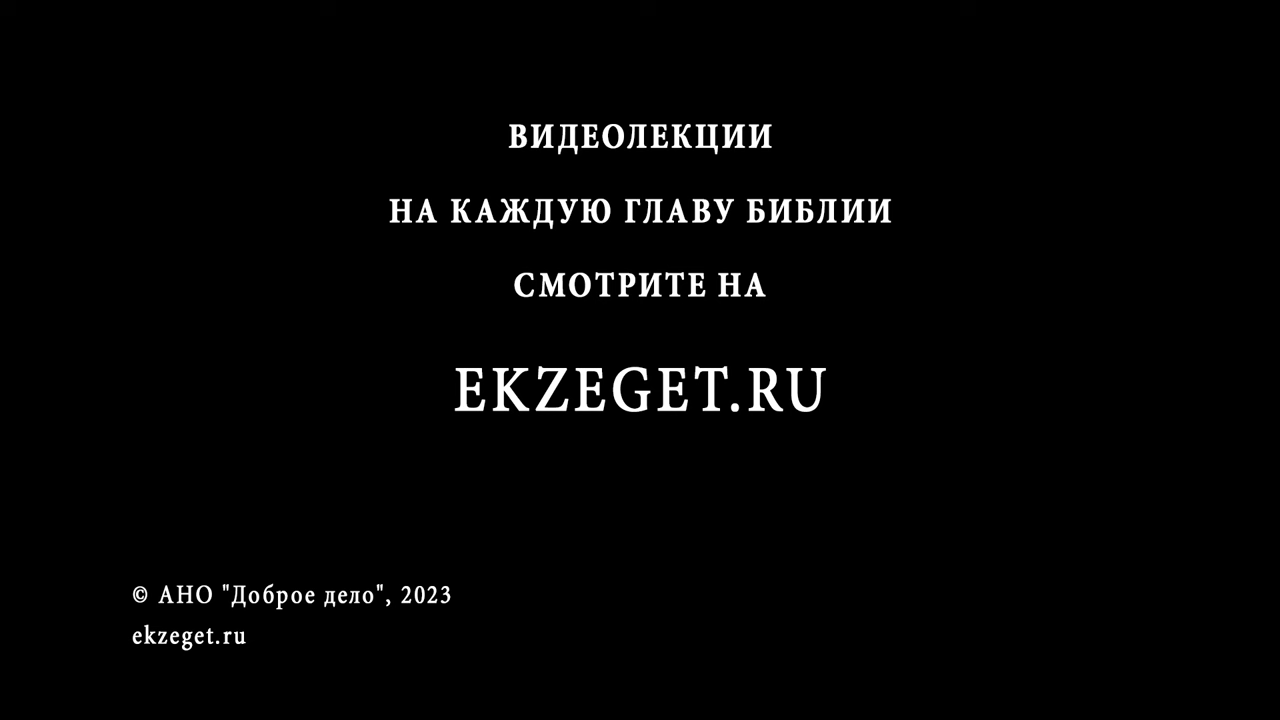 ВИДЕОЛЕКЦИИ
НА КАЖДУЮ ГЛАВУ БИБЛИИ
СМОТРИТЕ НА
EKZEGET.RU
© АНО "Доброе дело", 2023
ekzeget.ru